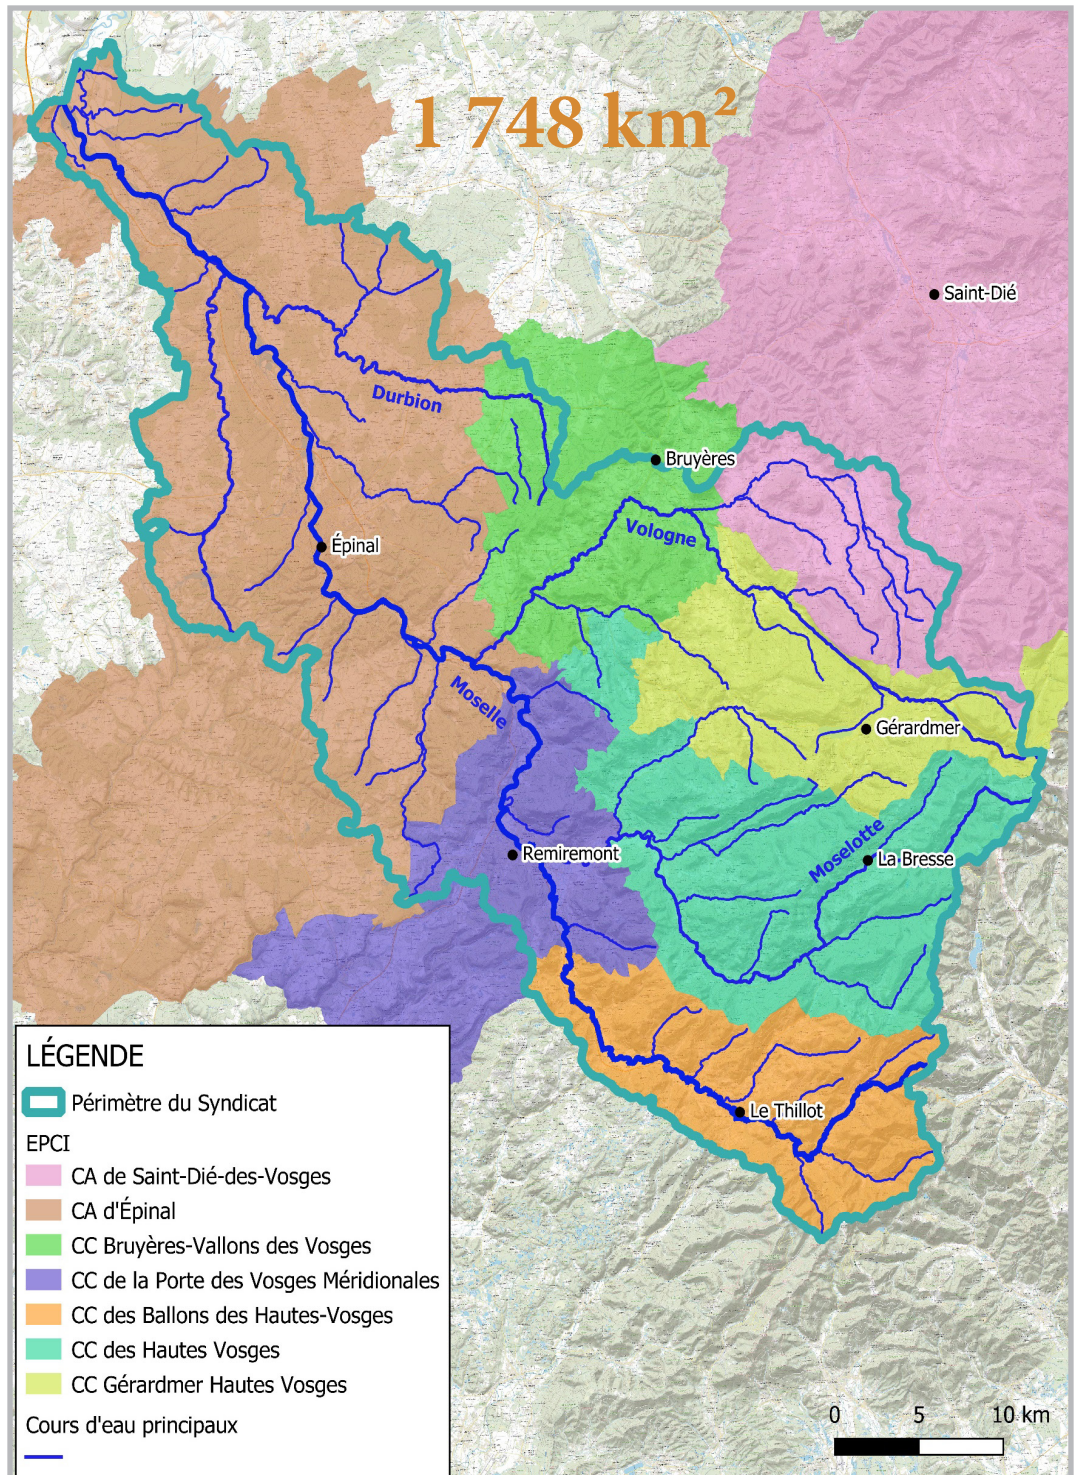 1 748 km²
Saint-Dié
Durbion
Bruyères
Vologne
Épinal
Moselle
Gérardmer
Moselotte
La Bresse
Remiremont
Le Thillot
LÉGENDE
Périmètre du Syndicat
EPCI
CA de Saint-Dié-des-Vosges
CA d'Épinal
CC Bruyères-Vallons des Vosges
CC de la Porte des Vosges Méridionales
CC des Ballons des Hautes-Vosges
CC des Hautes Vosges
CC Gérardmer Hautes Vosges
Cours d'eau principaux
0 5 10 km